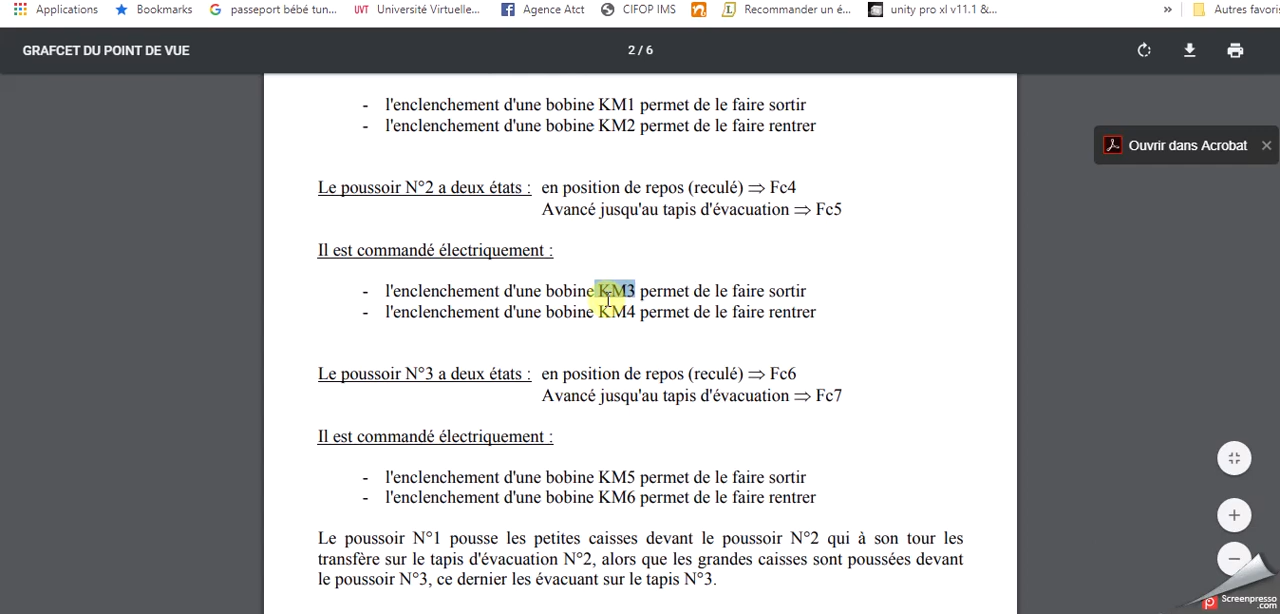 Applications Bookmarks passeport bébé tun... UVT Université Virtuelle... Agence Atct CIFOP IMS Recommander un é... unity pro xl v11.1 &... » Autres favoris
GRAFCET DU POINT DE VUE 2 / 6
- l'enclenchement d'une bobine KM1 permet de le faire sortir
- l'enclenchement d'une bobine KM2 permet de le faire rentrer
Ouvrir dans Acrobat
Le poussoir N°2 a deux états : en position de repos (reculé) ⇒ Fc4
Avancé jusqu'au tapis d'évacuation ⇒ Fc5
Il est commandé électriquement :
- l'enclenchement d'une bobine KM3 permet de le faire sortir
- l'enclenchement d'une bobine KM4 permet de le faire rentrer
Le poussoir N°3 a deux états : en position de repos (reculé) ⇒ Fc6
Avancé jusqu'au tapis d'évacuation ⇒ Fc7
Il est commandé électriquement :
- l'enclenchement d'une bobine KM5 permet de le faire sortir
- l'enclenchement d'une bobine KM6 permet de le faire rentrer
Le poussoir N°1 pousse les petites caisses devant le poussoir N°2 qui à son tour les
transfère sur le tapis d'évacuation N°2, alors que les grandes caisses sont poussées devant
le poussoir N°3, ce dernier les évacuant sur le tapis N°3.
Screenpresso
.com